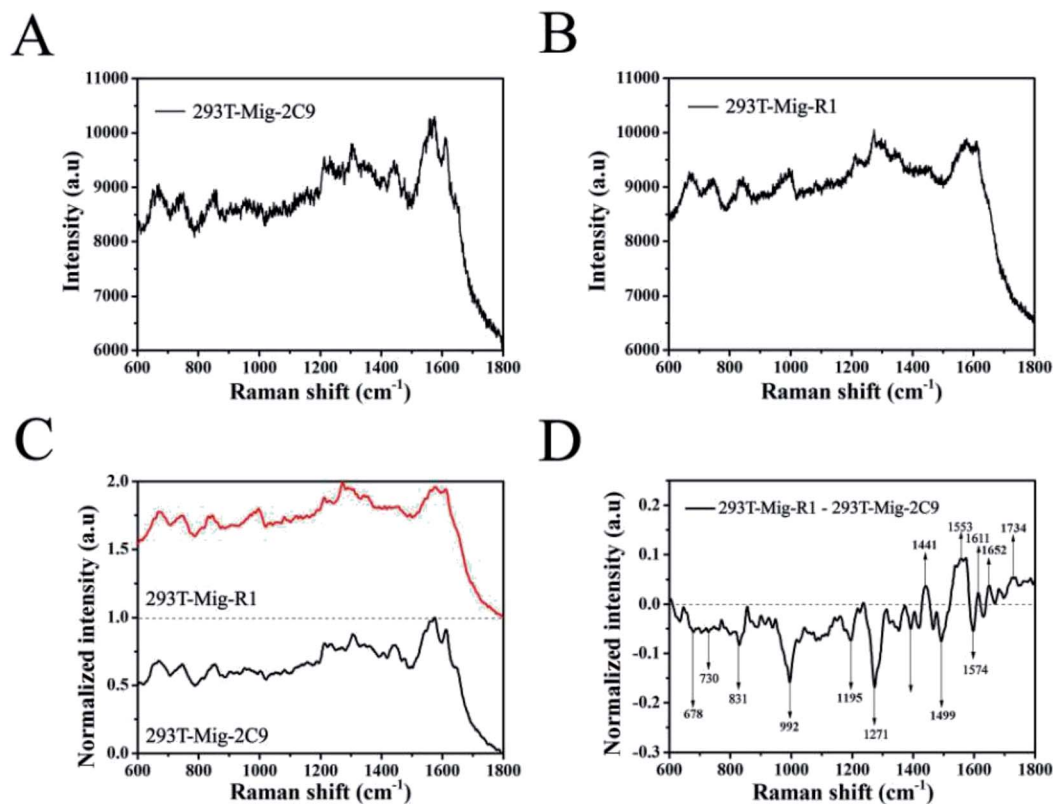 A
B
11000
10000
9000
8000
7000
6000
600 800 1000 1200 1400 1600 1800
Intensity (a.u)
Raman shift (cm⁻¹)
293T-Mig-2C9
11000
10000
9000
8000
7000
6000
600 800 1000 1200 1400 1600 1800
Intensity (a.u)
Raman shift (cm⁻¹)
293T-Mig-R1
C
D
2.0
1.5
1.0
0.5
0.0
600 800 1000 1200 1400 1600 1800
Normalized intensity (a.u)
Raman shift (cm⁻¹)
293T-Mig-R1
293T-Mig-2C9
0.2
0.1
0.0
-0.1
-0.2
-0.3
600 800 1000 1200 1400 1600 1800
Normalized intensity (a.u)
Raman shift (cm⁻¹)
293T-Mig-R1 - 293T-Mig-2C9
1441
1553
1611
1652
1734
678
730
831
992
1195
1271
1499
1574